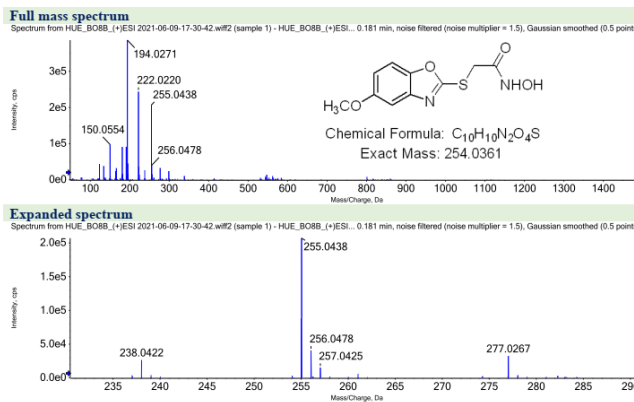 Full mass spectrum
Spectrum from HUE_BO8B_(+)ESI 2021-06-09-17-30-42.wiff2 (sample 1) - HUE_BO8B_(+)ESI... 0.181 min, noise filtered (noise multiplier = 1.5), Gaussian smoothed (0.5 point
194.0271
3e5
222.0220
255.0438
2e5
150.0554
1e5
256.0478
0e0
Intensity, cps
100 200 300 400 500 600 700 800 900 1000 1100 1200 1300 1400
Mass/Charge, Da
O
O
S
NHOH
N
H₃CO
Chemical Formula: C₁₀H₁₀N₂O₄S
Exact Mass: 254.0361
Expanded spectrum
Spectrum from HUE_BO8B_(+)ESI 2021-06-09-17-30-42.wiff2 (sample 1) - HUE_BO8B_(+)ESI... 0.181 min, noise filtered (noise multiplier = 1.5), Gaussian smoothed (0.5 point
2.0e5
255.0438
1.5e5
1.0e5
5.0e4
256.0478
238.0422
257.0425
277.0267
0.0e0
Intensity, cps
235 240 245 250 255 260 265 270 275 280 285 290
Mass/Charge, Da